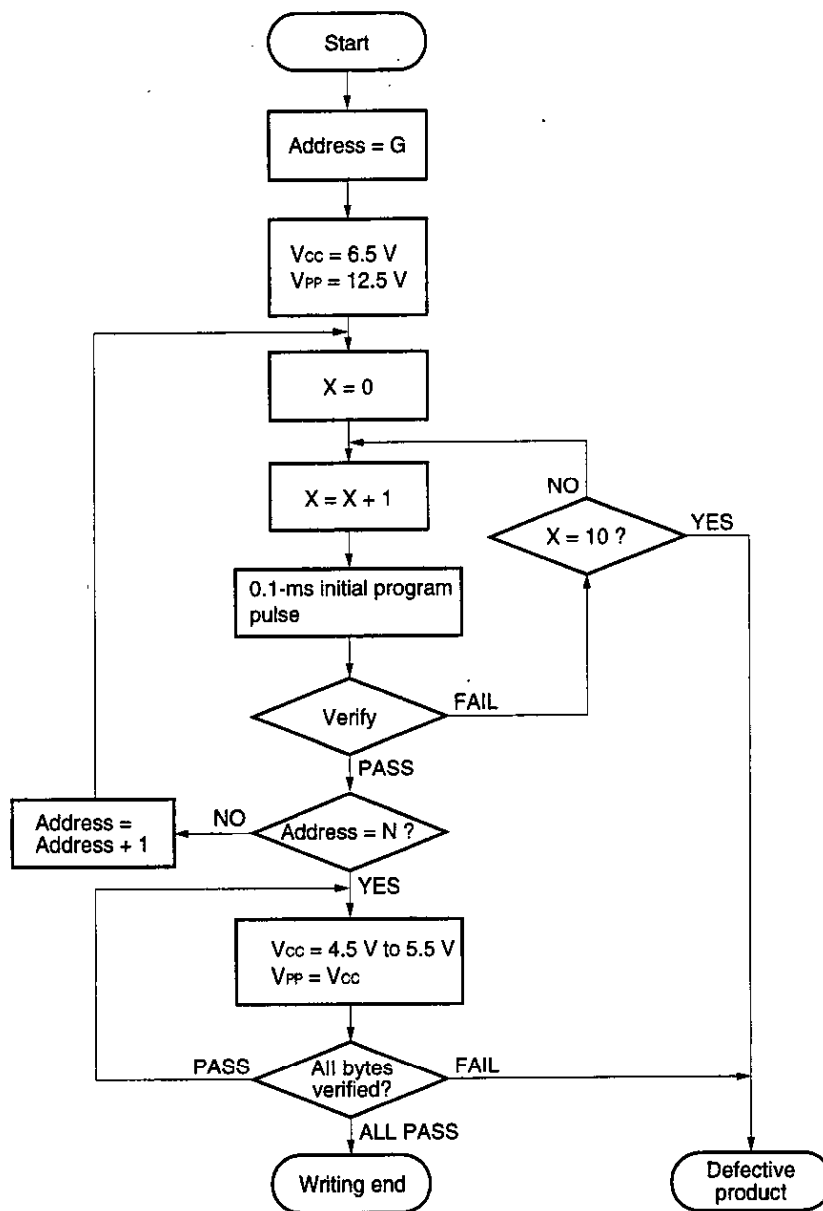 Start
Address = G
VCC = 6.5 V
VPP = 12.5 V
X = 0
X = X + 1
NO
X = 10 ?
YES
0.1-ms initial program
pulse
Verify
FAIL
PASS
Address =
Address + 1
NO
Address = N ?
YES
VCC = 4.5 V to 5.5 V
VPP = VCC
PASS
All bytes
verified?
FAIL
ALL PASS
Writing end
Defective
product